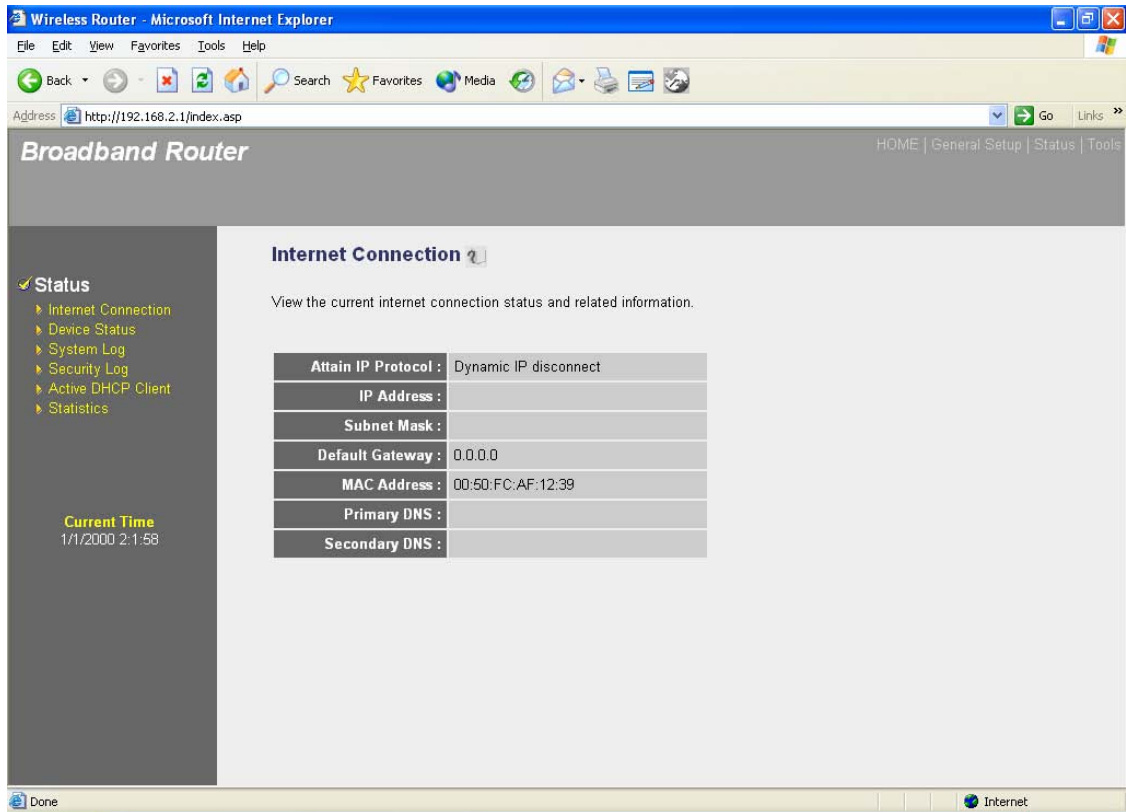 Wireless Router - Microsoft Internet Explorer
File Edit View Favorites Tools Help
Back Search Favorites Media
Address http://192.168.2.1/index.asp Go Links »
Broadband Router
HOME | General Setup | Status | Tools
Status
Internet Connection
Device Status
System Log
Security Log
Active DHCP Client
Statistics
Current Time
1/1/2000 2:1:58
Internet Connection
View the current internet connection status and related information.
Attain IP Protocol : Dynamic IP disconnect
IP Address :
Subnet Mask :
Default Gateway : 0.0.0.0
MAC Address : 00:50:FC:AF:12:39
Primary DNS :
Secondary DNS :
Done Internet